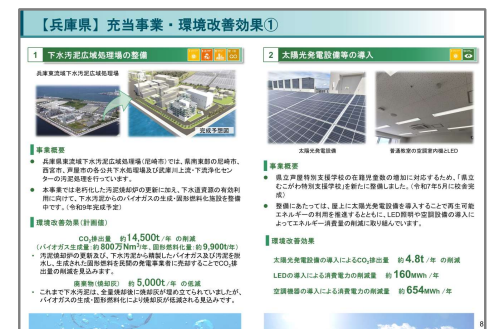 【兵庫県】充当事業・環境改善効果①
1 下水汚泥広域処理場の整備
兵庫東流域下水汚泥広域処理場
完成予想図
事業概要
● 兵庫東流域下水汚泥広域処理場(尼崎市)では、県南東部の尼崎市、
西宮市、芦屋市の各公共下水処理場及び武庫川上流・下流浄化セン
ターの汚泥処理を行っています。
● 本事業では老朽化した汚泥焼却炉の更新に加え、下水道資源の有効利
用に向けて、下水汚泥からのバイオガスの生成・固形燃料化施設を整備
中です。(令和9年完成予定)
環境改善効果(計画値)
CO₂排出量 約14,500t/年 の削減
(バイオガス生成量:約800万Nm³/年、固形燃料化量:約9,900t/年)
・ 汚泥焼却炉の更新及び、下水汚泥から精製したバイオガス及び汚泥を脱
水し、生成された固形燃料を民間の発電事業者に売却することでCO₂排
出量の削減を見込みます。
廃棄物(焼却灰) 約5,000t/年 の低減
・ これまで下水汚泥は、全量焼却後に焼却灰が埋め立てられていましたが、
バイオガスの生成・固形燃料化により焼却灰が低減される見込みです。
2 太陽光発電設備等の導入
太陽光発電設備
普通教室の空調室内機とLED
事業概要
● 県立芦屋特別支援学校の在籍児童数の増加に対応するため、「県立
むこがわ特別支援学校」を新たに整備しました。(令和7年5月に校舎完
成)
● 整備にあたっては、屋上に太陽光発電設備等を導入することで再生可能
エネルギーの利用を推進するとともに、LED照明や空調設備の導入に
よってエネルギー消費量の削減に取り組んでいます。
環境改善効果
太陽光発電設備の導入によるCO₂排出量 約4.8t/年 の削減
LEDの導入による消費電力の削減量 約160MWh /年
空調機器の導入による消費電力の削減量 約654MWh /年
8